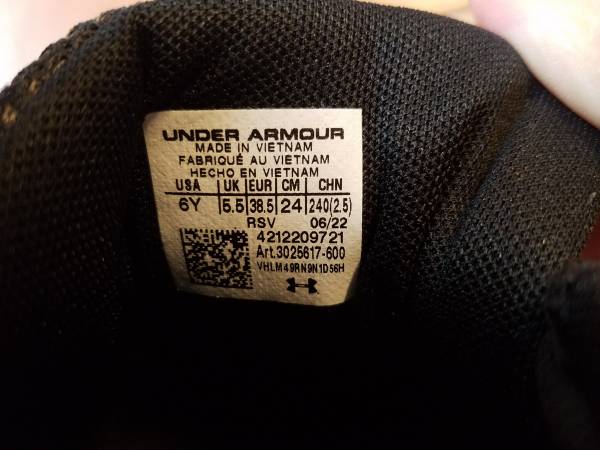 UNDER ARMOUR
MADE IN VIETNAM
FABRIQUÉ AU VIETNAM
HECHO EN VIETNAM
USA UK EUR CM CHN
6Y 5.5 38.5 24 240(2.5)
RSV 06/22
4212209721
Art.3025617-600
VHLM49RN9N1D56H